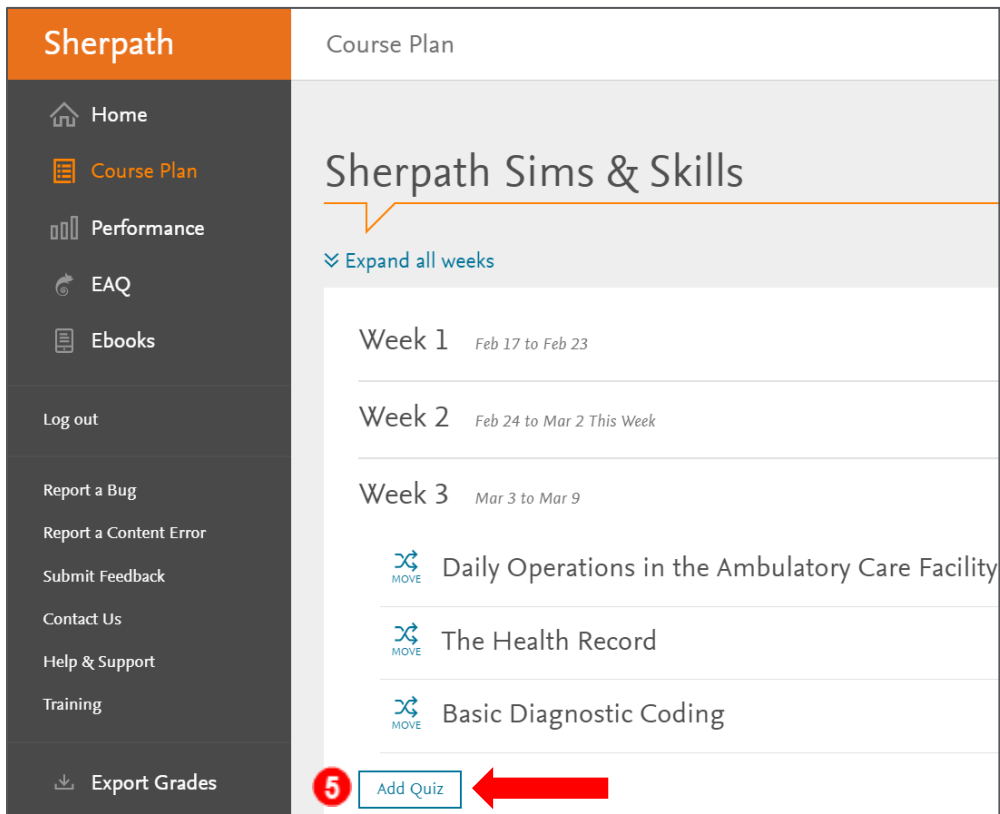 Sherpath
Course Plan
Home
Course Plan
Performance
EAQ
Ebooks
Log out
Report a Bug
Report a Content Error
Submit Feedback
Contact Us
Help & Support
Training
Export Grades
Sherpath Sims & Skills
Expand all weeks
Week 1 Feb 17 to Feb 23
Week 2 Feb 24 to Mar 2 This Week
Week 3 Mar 3 to Mar 9
MOVE Daily Operations in the Ambulatory Care Facility
MOVE The Health Record
MOVE Basic Diagnostic Coding
5 Add Quiz